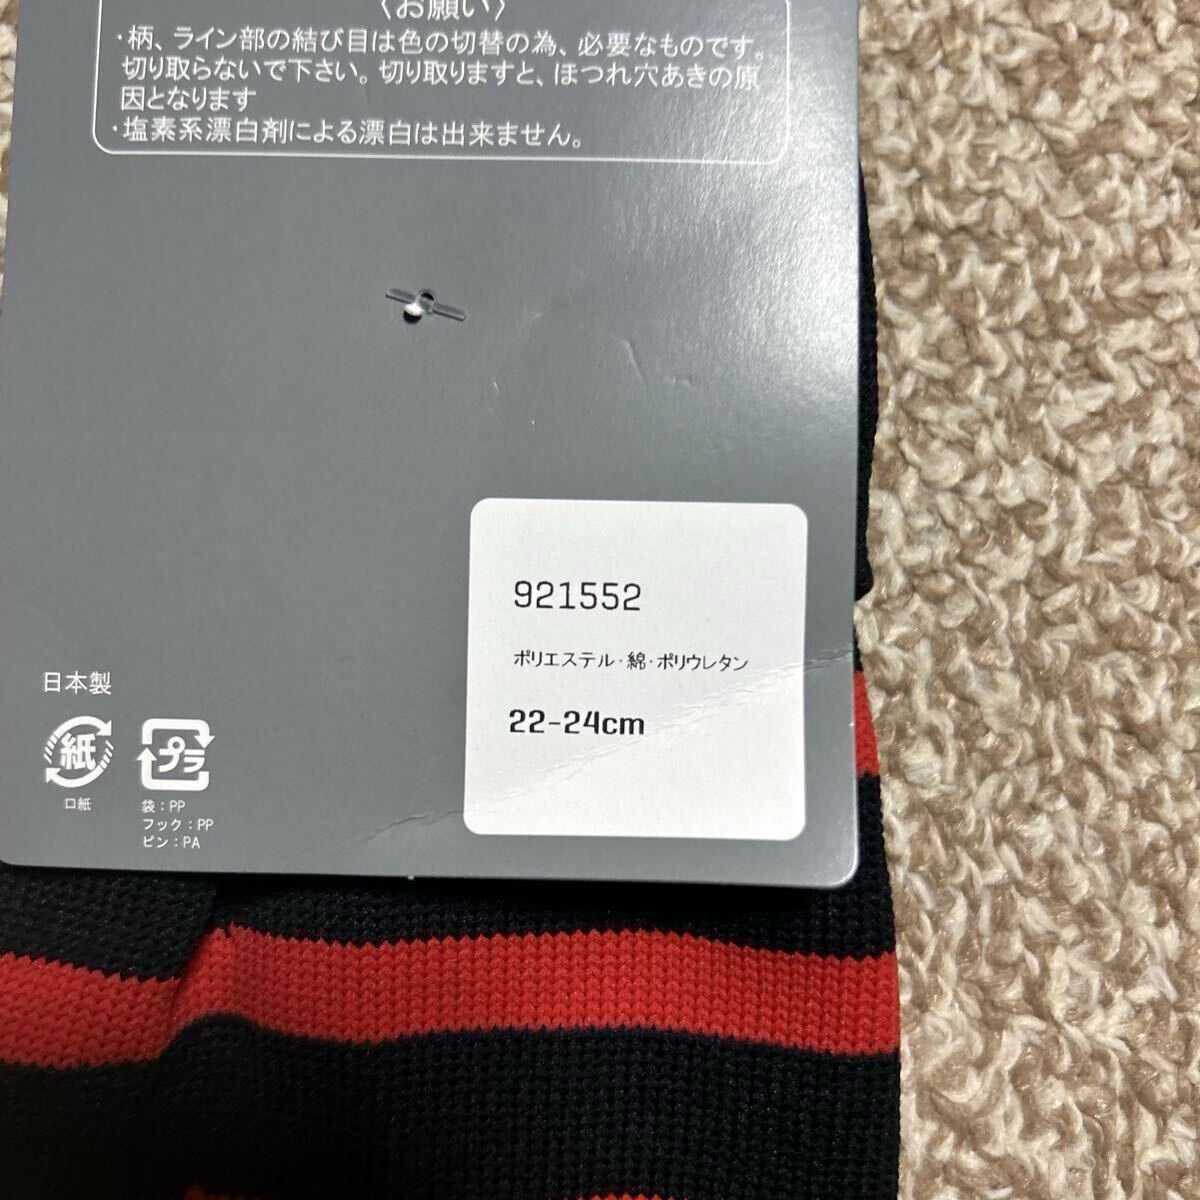 〈お願い〉
・柄、ライン部の結び目は色の切替の為、必要なものです。
切り取らないで下さい。切り取りますと、ほつれ穴あきの原
因となります
・塩素系漂白剤による漂白は出来ません。
921552
ポリエステル・綿・ポリウレタン
22-24cm
日本製
紙
プラ
口紙
袋：PP
フック：PP
ピン：PA